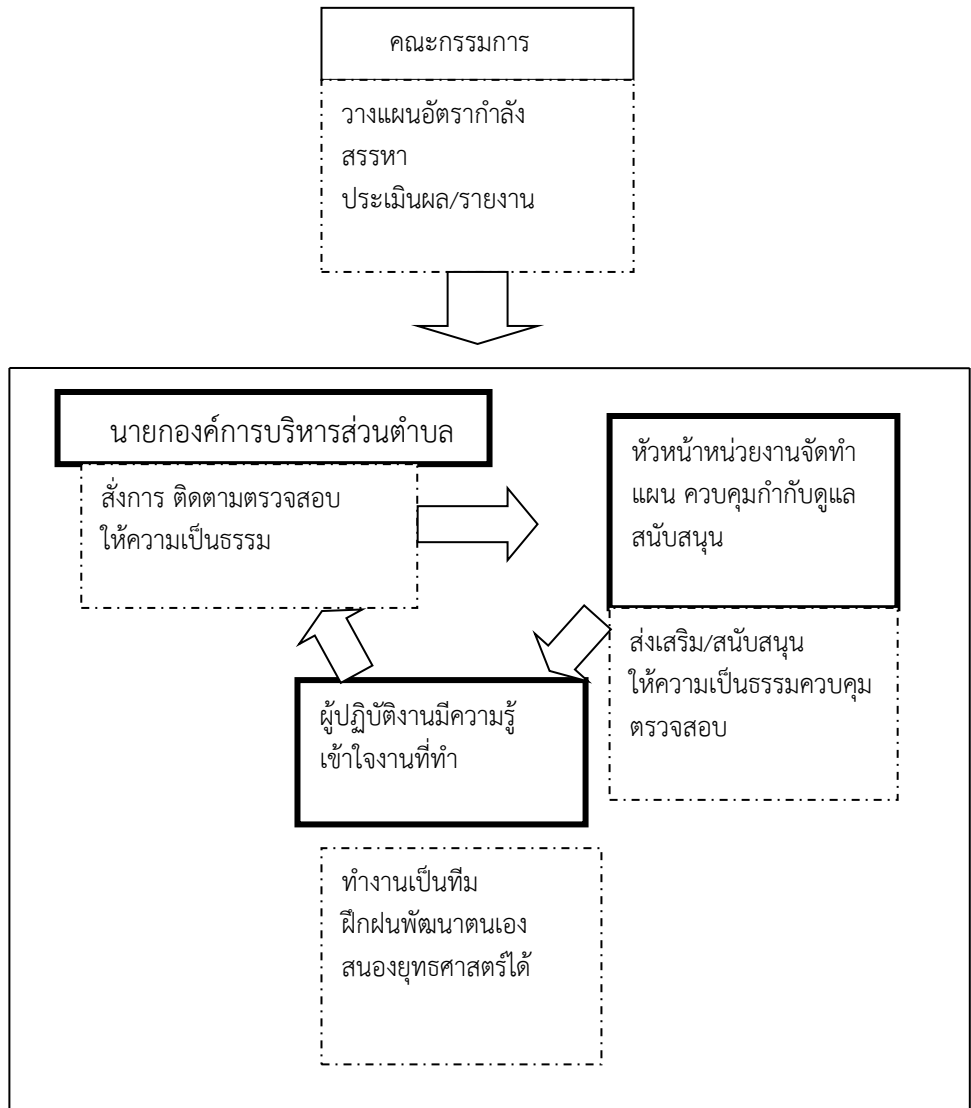 คณะกรรมการ
วางแผนอัตรากำลัง
สรรหา
ประเมินผล/รายงาน
นายกองค์การบริหารส่วนตำบล
สั่งการ ติดตามตรวจสอบ
ให้ความเป็นธรรม
หัวหน้าหน่วยงานจัดทำ
แผน ควบคุมกำกับดูแล
สนับสนุน
ส่งเสริม/สนับสนุน
ให้ความเป็นธรรมควบคุม
ตรวจสอบ
ผู้ปฏิบัติงานมีความรู้
เข้าใจงานที่ทำ
ทำงานเป็นทีม
ฝึกฝนพัฒนาตนเอง
สนองยุทธศาสตร์ได้